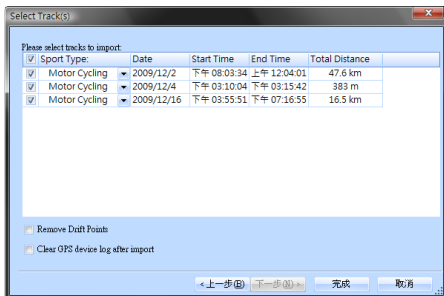 Select Track(s)
Please select tracks to import:
Sport Type: Date Start Time End Time Total Distance
Motor Cycling 2009/12/2 下午 08:03:34 上午 12:04:01 47.6 km
Motor Cycling 2009/12/4 下午 03:10:04 下午 03:15:42 383 m
Motor Cycling 2009/12/16 下午 03:55:51 下午 07:16:55 16.5 km
Remove Drift Points
Clear GPS device log after import
<上一步(B) 下一步(N)> 完成 取消